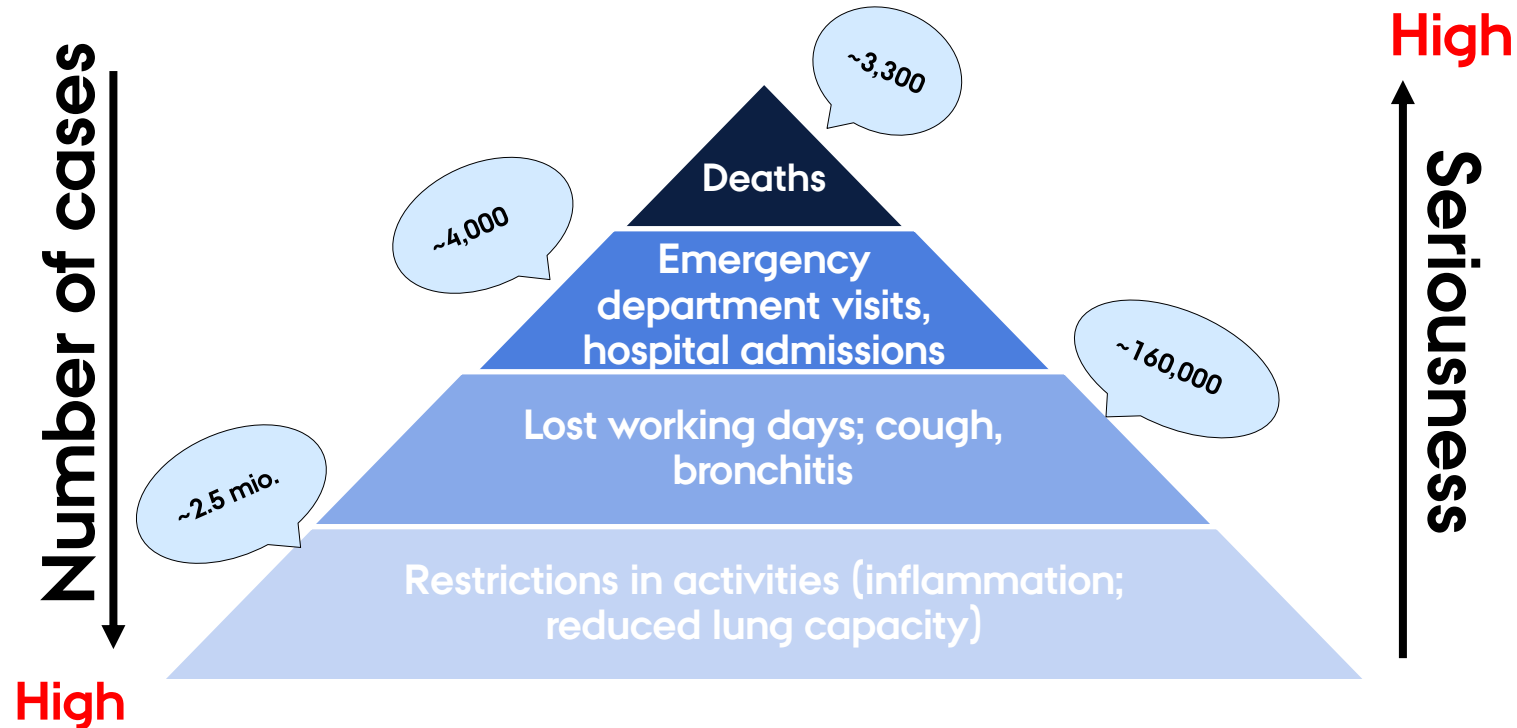 High
~3,300
Deaths
~4,000
Emergency
department visits,
hospital admissions
~160,000
Lost working days; cough,
bronchitis
~2.5 mio.
Restrictions in activities (inflammation;
reduced lung capacity)
Number of cases
Seriousness
High